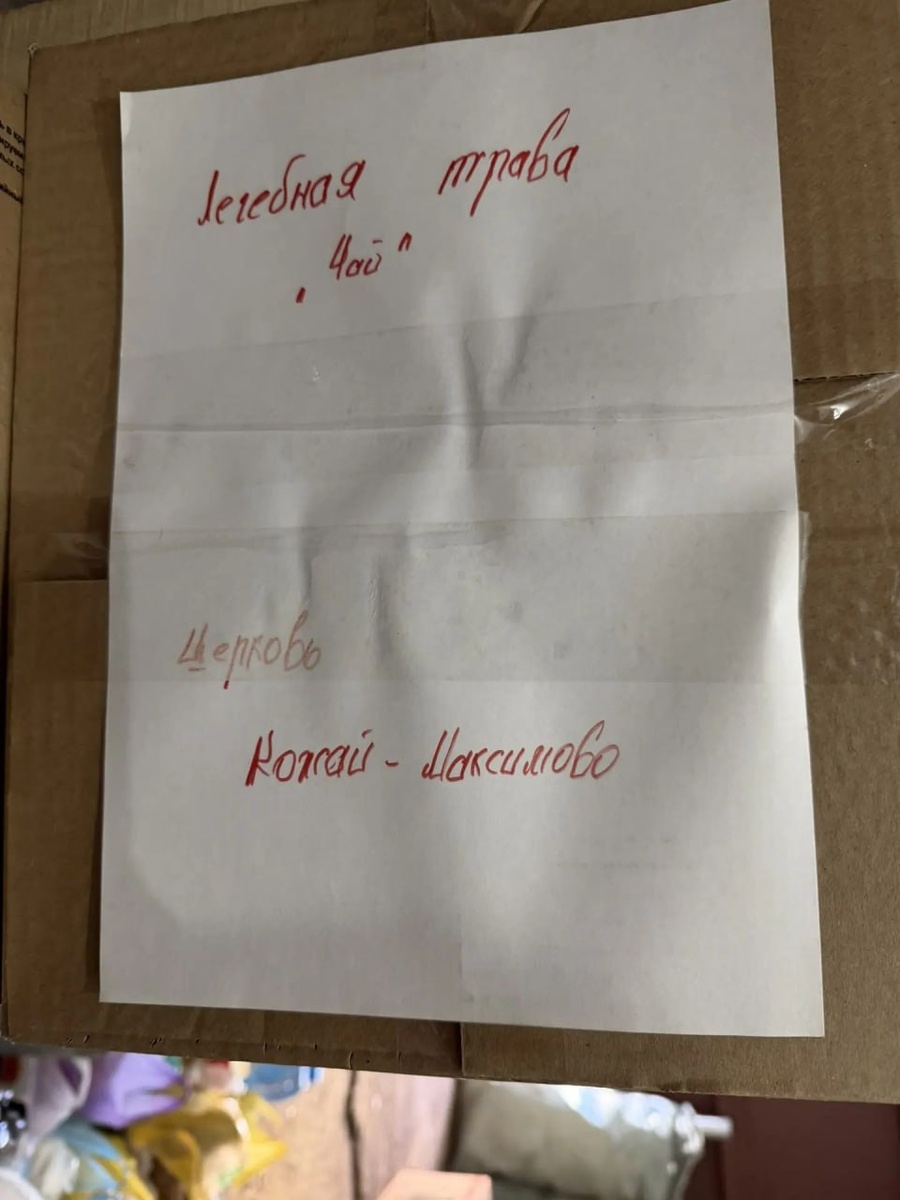 Лечебная трава
„Чай"
Церковь
Кожай - Максимово